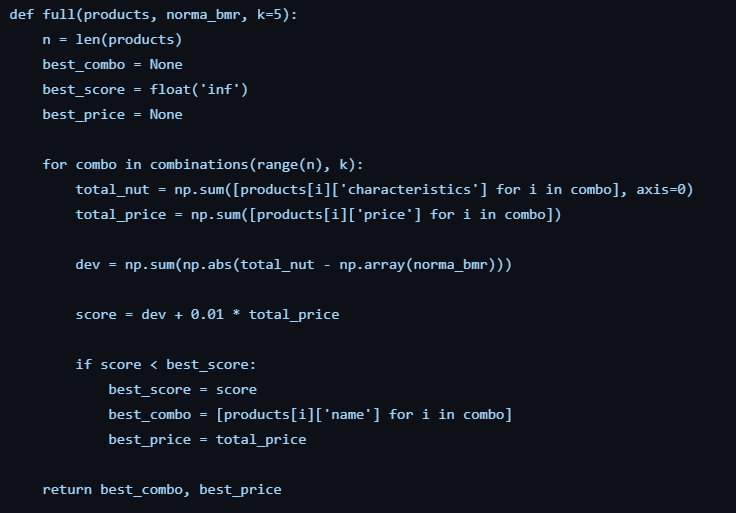 def full(products, norma_bmr, k=5):
    n = len(products)
    best_combo = None
    best_score = float('inf')
    best_price = None

    for combo in combinations(range(n), k):
        total_nut = np.sum([products[i]['characteristics'] for i in combo], axis=0)
        total_price = np.sum([products[i]['price'] for i in combo])

        dev = np.sum(np.abs(total_nut - np.array(norma_bmr)))

        score = dev + 0.01 * total_price

        if score < best_score:
            best_score = score
            best_combo = [products[i]['name'] for i in combo]
            best_price = total_price

    return best_combo, best_price